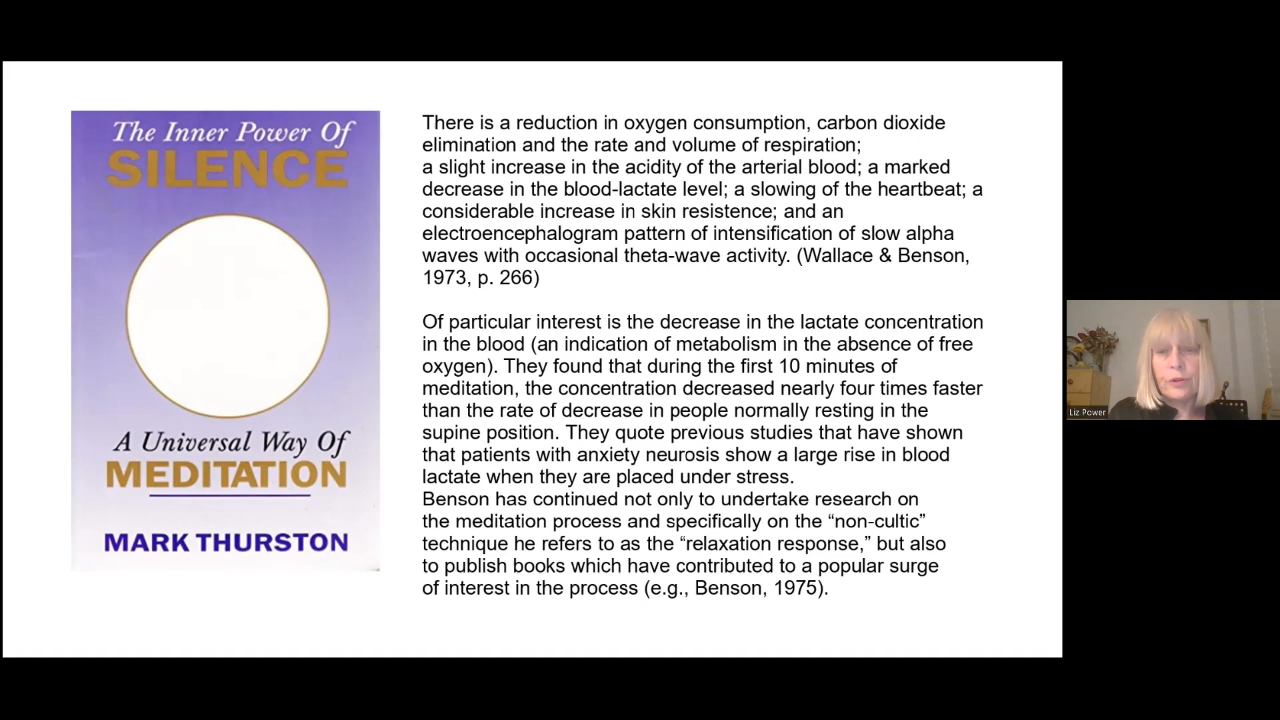 The Inner Power Of
SILENCE
A Universal Way Of
MEDITATION
MARK THURSTON
There is a reduction in oxygen consumption, carbon dioxide
elimination and the rate and volume of respiration;
a slight increase in the acidity of the arterial blood; a marked
decrease in the blood-lactate level; a slowing of the heartbeat; a
considerable increase in skin resistence; and an
electroencephalogram pattern of intensification of slow alpha
waves with occasional theta-wave activity. (Wallace & Benson,
1973, p. 266)
Of particular interest is the decrease in the lactate concentration
in the blood (an indication of metabolism in the absence of free
oxygen). They found that during the first 10 minutes of
meditation, the concentration decreased nearly four times faster
than the rate of decrease in people normally resting in the
supine position. They quote previous studies that have shown
that patients with anxiety neurosis show a large rise in blood
lactate when they are placed under stress.
Benson has continued not only to undertake research on
the meditation process and specifically on the “non-cultic”
technique he refers to as the “relaxation response,” but also
to publish books which have contributed to a popular surge
of interest in the process (e.g., Benson, 1975).
Liz Power